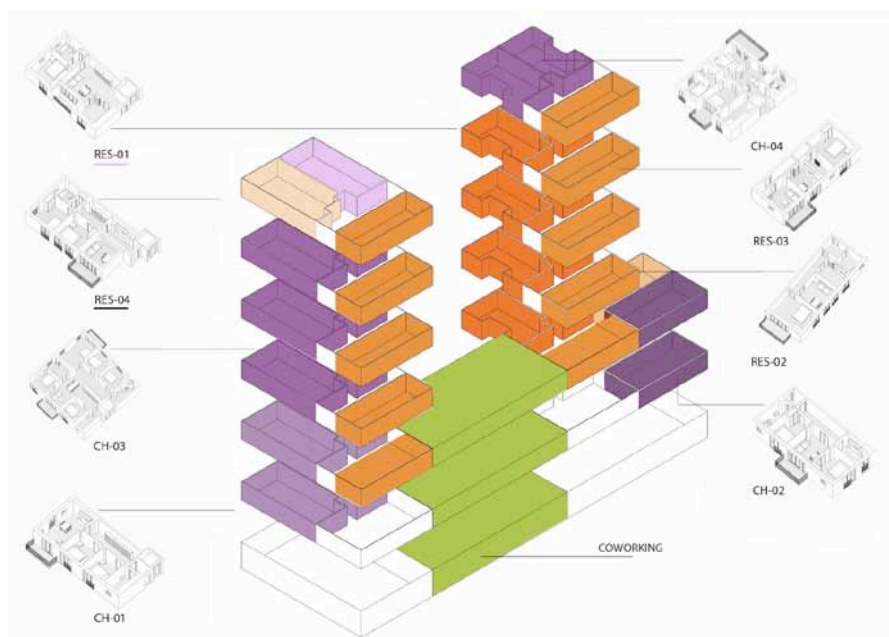 RES-01
RES-04
CH-03
CH-01
CH-04
RES-03
RES-02
CH-02
COWORKING